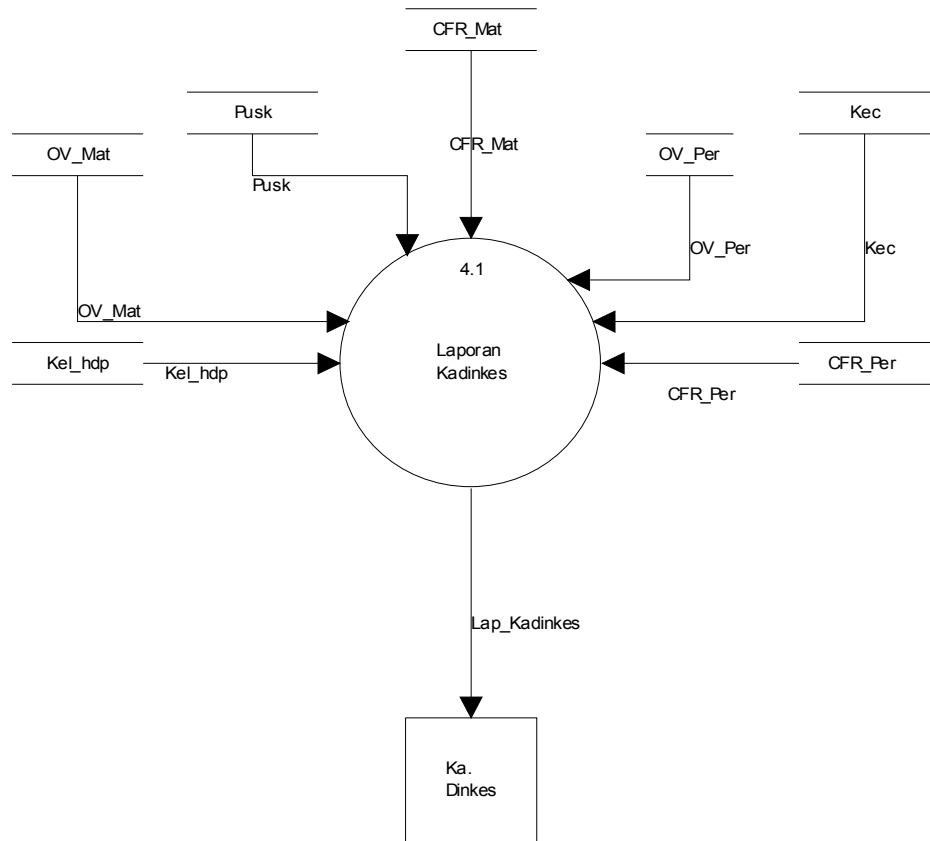 CFR_Mat
Pusk
Kec
OV_Mat
OV_Per
CFR_Mat
Pusk
OV_Per
Kec
4.1
OV_Mat
Laporan
Kadinkes
Kel_hdp
Kel_hdp
CFR_Per
CFR_Per
Lap_Kadinkes
Ka.
Dinkes